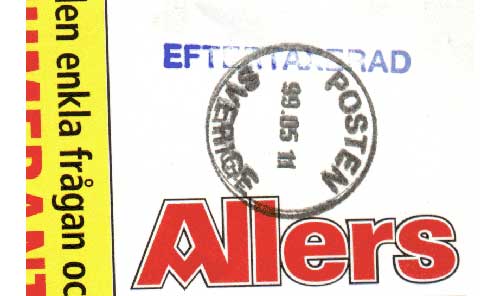 EFTERTAXERAD
POSTEN
99.05 11
SVERIGE
Allers
den enkla frågan oc